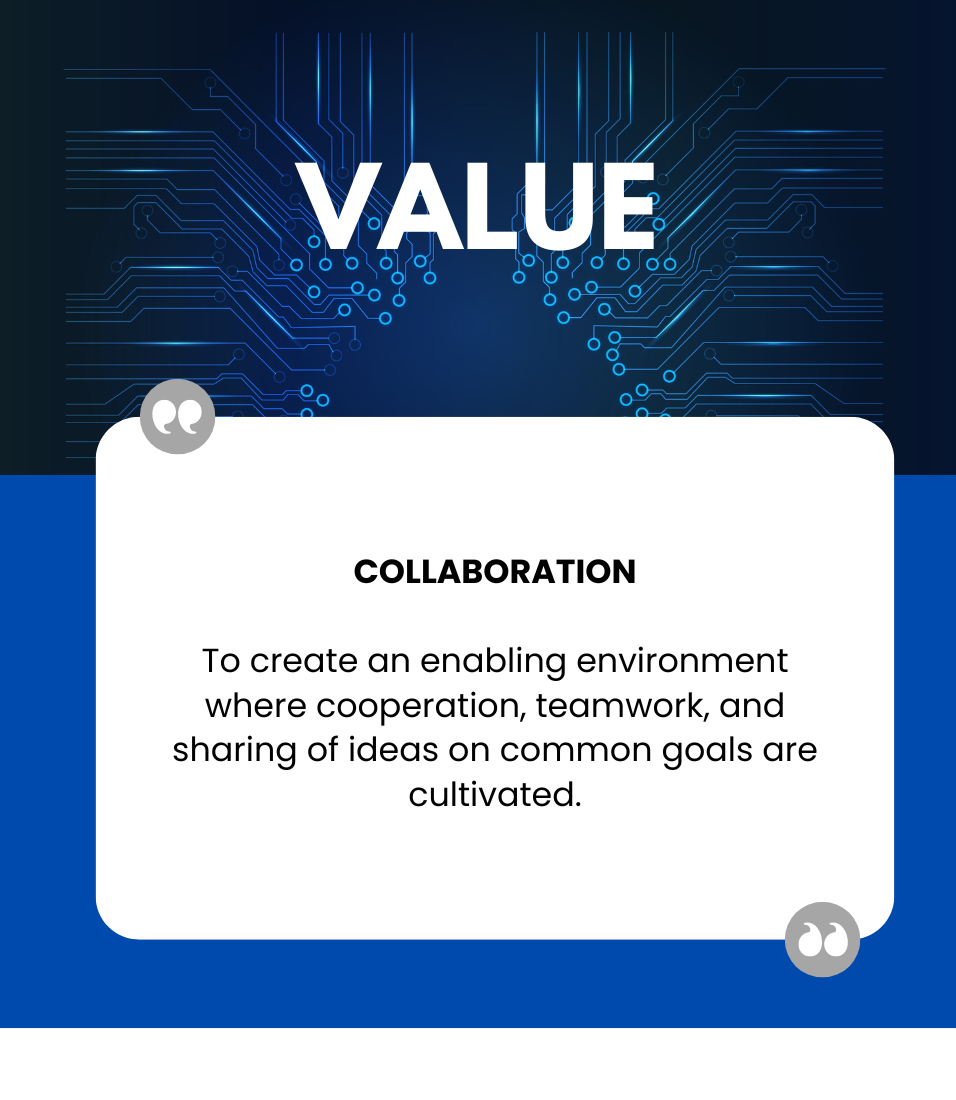 VALUE
COLLABORATION
To create an enabling environment
where cooperation, teamwork, and
sharing of ideas on common goals are
cultivated.